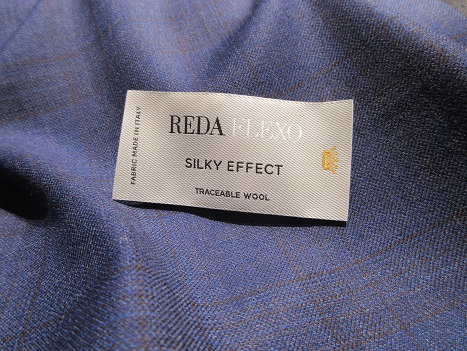 FABRIC MADE IN ITALY
REDA FLEXO
SILKY EFFECT
TRACEABLE WOOL